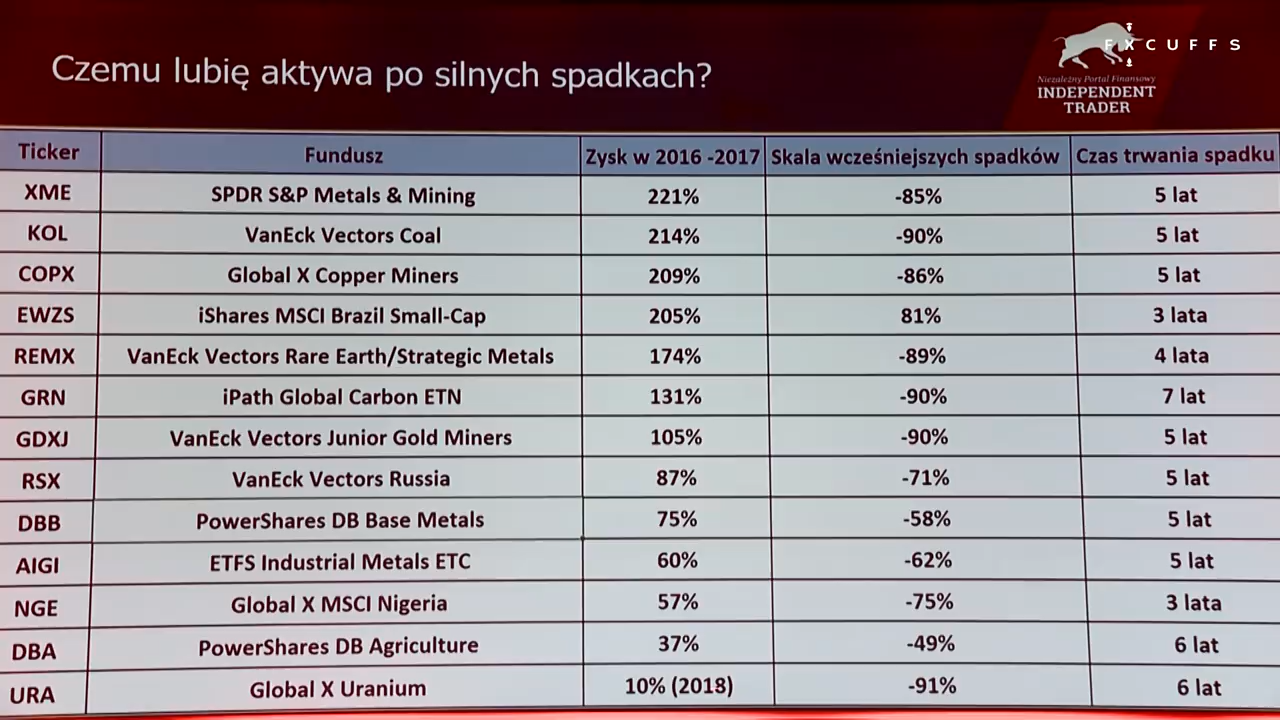 Czemu lubię aktywa po silnych spadkach?
FXCUFFS
Niezależny Portal Finansowy
INDEPENDENT
TRADER
Ticker Fundusz Zysk w 2016 -2017 Skala wcześniejszych spadków Czas trwania spadku
XME SPDR S&P Metals & Mining 221% -85% 5 lat
KOL VanEck Vectors Coal 214% -90% 5 lat
COPX Global X Copper Miners 209% -86% 5 lat
EWZS iShares MSCI Brazil Small-Cap 205% 81% 3 lata
REMX VanEck Vectors Rare Earth/Strategic Metals 174% -89% 4 lata
GRN iPath Global Carbon ETN 131% -90% 7 lat
GDXJ VanEck Vectors Junior Gold Miners 105% -90% 5 lat
RSX VanEck Vectors Russia 87% -71% 5 lat
DBB PowerShares DB Base Metals 75% -58% 5 lat
AIGI ETFS Industrial Metals ETC 60% -62% 5 lat
NGE Global X MSCI Nigeria 57% -75% 3 lata
DBA PowerShares DB Agriculture 37% -49% 6 lat
URA Global X Uranium 10% (2018) -91% 6 lat